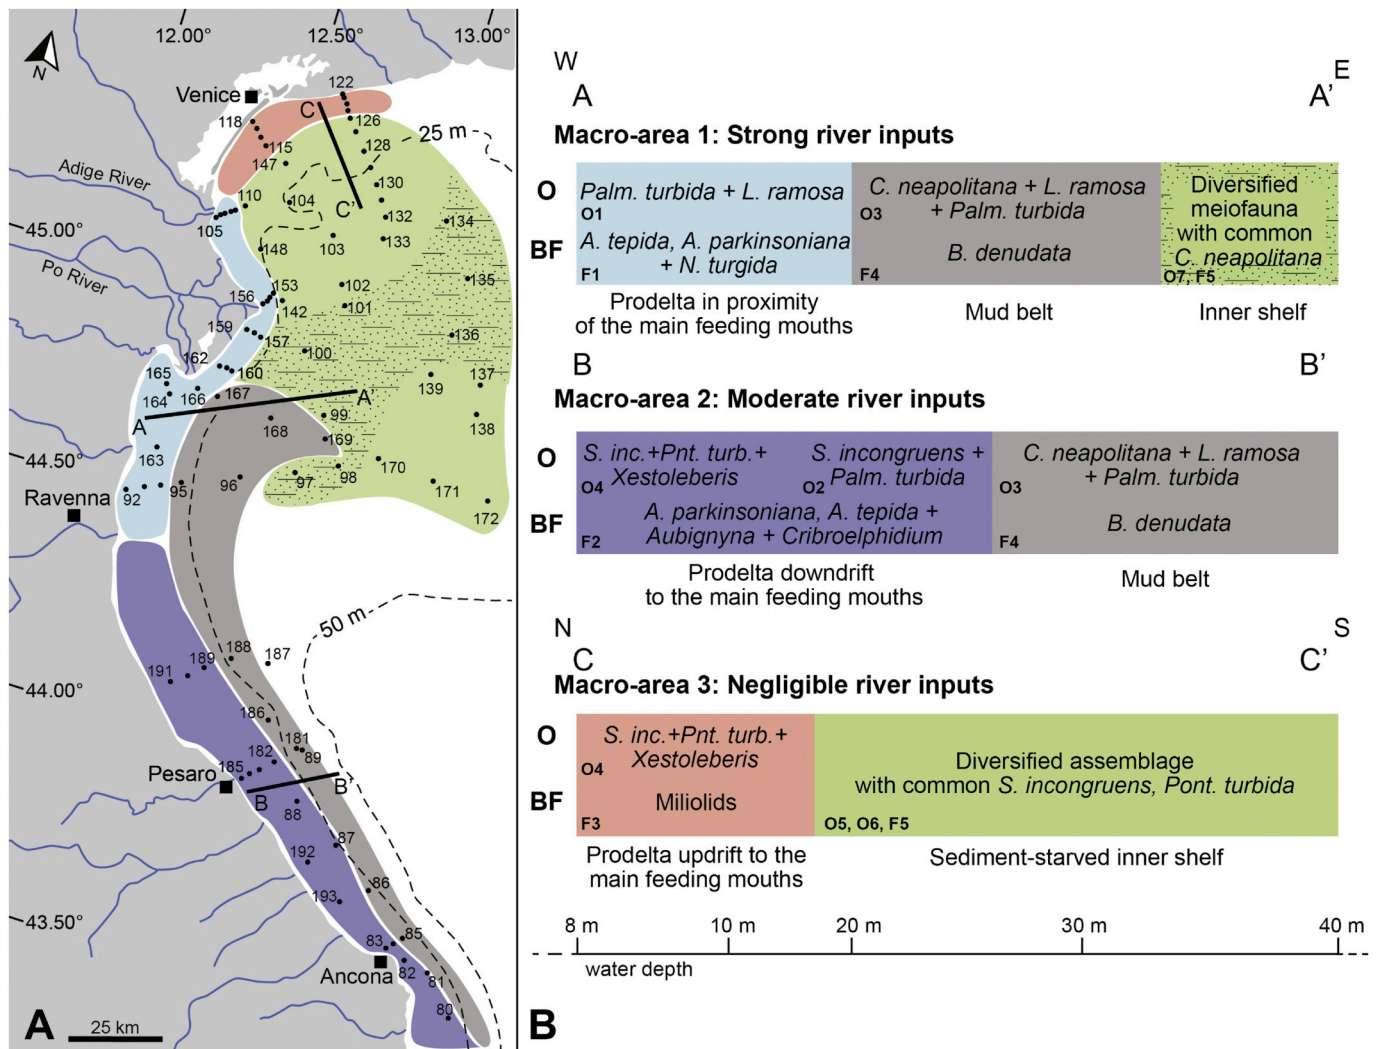 12.00°
12.50°
13.00°
N
Venice
122
C
118
126
25 m
115
128
147
Adige River
130
110
104
C'
132
134
105
45.00°
103
133
148
Po River
135
153
102
156
142
101
159
136
157
100
162
139
137
160
165
167
164
166
A'
A
99
138
168
169
163
44.50°
170
98
97
171
95
96
92
Ravenna
172
50 m
188
187
189
191
44.00°
186
181
182
89
185
Pesaro
B'
B
88
87
192
86
193
43.50°
85
83
Ancona
82
81
80
A
25 km
W
E
A
A'
Macro-area 1: Strong river inputs
O
Palm. turbida + L. ramosa
O1
BF
A. tepida, A. parkinsoniana
+ N. turgida
F1
C. neapolitana + L. ramosa
+ Palm. turbida
O3
B. denudata
F4
Diversified
meiofauna
with common
C. neapolitana
O7, F5
Prodelta in proximity
of the main feeding mouths
Mud belt
Inner shelf
B
B'
Macro-area 2: Moderate river inputs
O
S. inc.+Pnt. turb.+
Xestoleberis
O4
S. incongruens +
Palm. turbida
O2
BF
A. parkinsoniana, A. tepida +
Aubignyna + Cribroelphidium
F2
C. neapolitana + L. ramosa
+ Palm. turbida
O3
B. denudata
F4
Prodelta downdrift
to the main feeding mouths
Mud belt
N
S
C
C'
Macro-area 3: Negligible river inputs
O
S. inc.+Pnt. turb.+
Xestoleberis
O4
BF
Miliolids
F3
Diversified assemblage
with common S. incongruens, Pont. turbida
O5, O6, F5
Prodelta updrift to the
main feeding mouths
Sediment-starved inner shelf
8 m
10 m
20 m
30 m
40 m
water depth
B